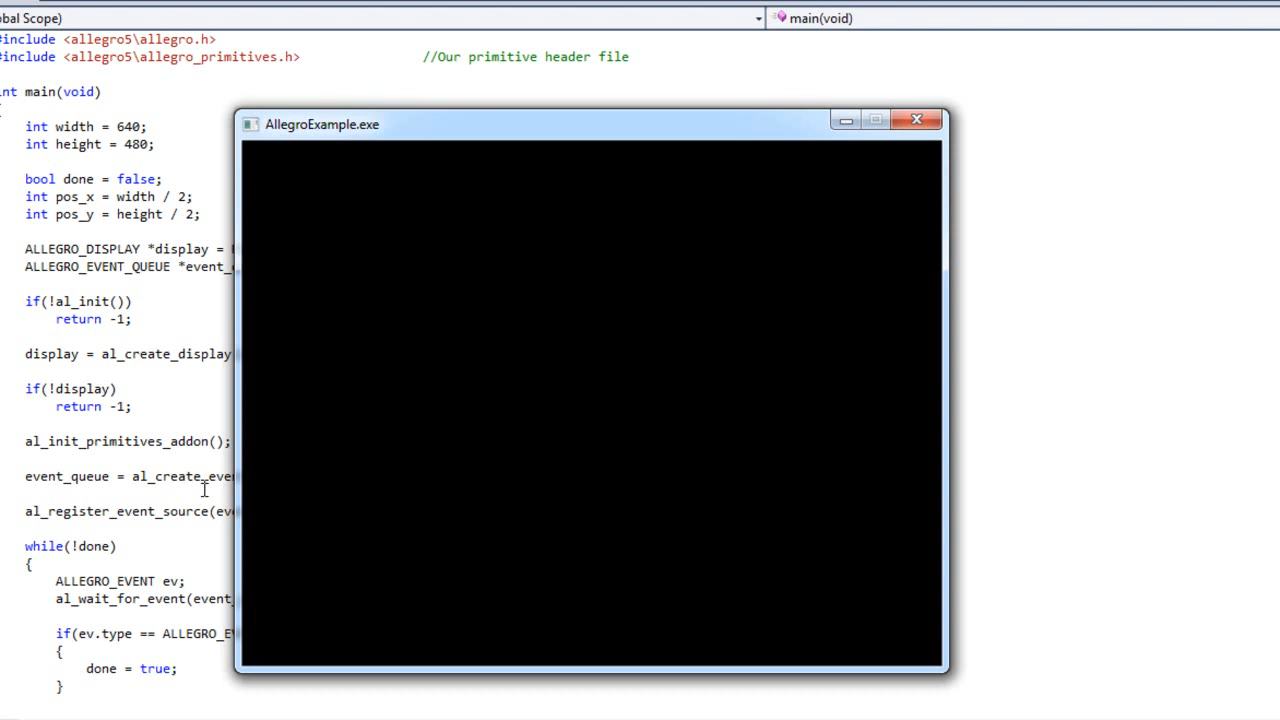 obal Scope)
main(void)
#include <allegro5\allegro.h>
#include <allegro5\allegro_primitives.h> //Our primitive header file
int main(void)
{
int width = 640;
int height = 480;
bool done = false;
int pos_x = width / 2;
int pos_y = height / 2;
ALLEGRO_DISPLAY *display =
ALLEGRO_EVENT_QUEUE *event_
if(!al_init())
return -1;
display = al_create_display
if(!display)
return -1;
al_init_primitives_addon();
event_queue = al_create_even
al_register_event_source(eve
while(!done)
{
ALLEGRO_EVENT ev;
al_wait_for_event(event_
if(ev.type == ALLEGRO_EV
{
done = true;
}
AllegroExample.exe